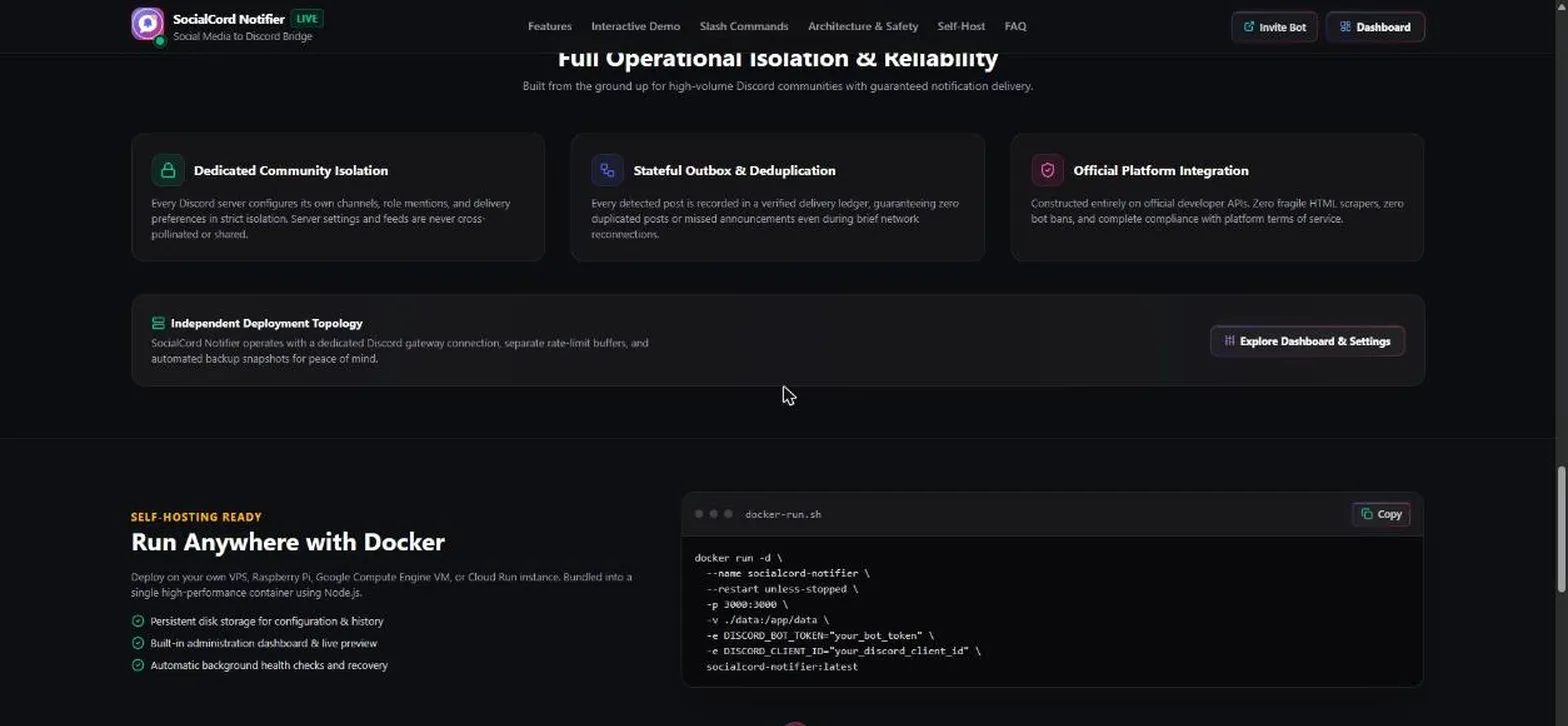 SocialCord Notifier LIVE
Social Media to Discord Bridge
Features Interactive Demo Slash Commands Architecture & Safety Self-Host FAQ
Invite Bot Dashboard
Full Operational Isolation & Reliability
Built from the ground up for high-volume Discord communities with guaranteed notification delivery.
Dedicated Community Isolation
Every Discord server configures its own channels, role mentions, and delivery
preferences in strict isolation. Server settings and feeds are never cross-
pollinated or shared.
Stateful Outbox & Deduplication
Every detected post is recorded in a verified delivery ledger, guaranteeing zero
duplicated posts or missed announcements even during brief network
reconnections.
Official Platform Integration
Constructed entirely on official developer APIs. Zero fragile HTML scrapers, zero
bot bans, and complete compliance with platform terms of service.
Independent Deployment Topology
SocialCord Notifier operates with a dedicated Discord gateway connection, separate rate-limit buffers, and
automated backup snapshots for peace of mind.
Explore Dashboard & Settings
SELF-HOSTING READY
Run Anywhere with Docker
Deploy on your own VPS, Raspberry Pi, Google Compute Engine VM, or Cloud Run instance. Bundled into a
single high-performance container using Node.js.
Persistent disk storage for configuration & history
Built-in administration dashboard & live preview
Automatic background health checks and recovery
docker-run.sh
Copy
docker run -d \
--name socialcord-notifier \
--restart unless-stopped \
-p 3000:3000 \
-v ./data:/app/data \
-e DISCORD_BOT_TOKEN="your_bot_token" \
-e DISCORD_CLIENT_ID="your_discord_client_id" \
socialcord-notifier:latest